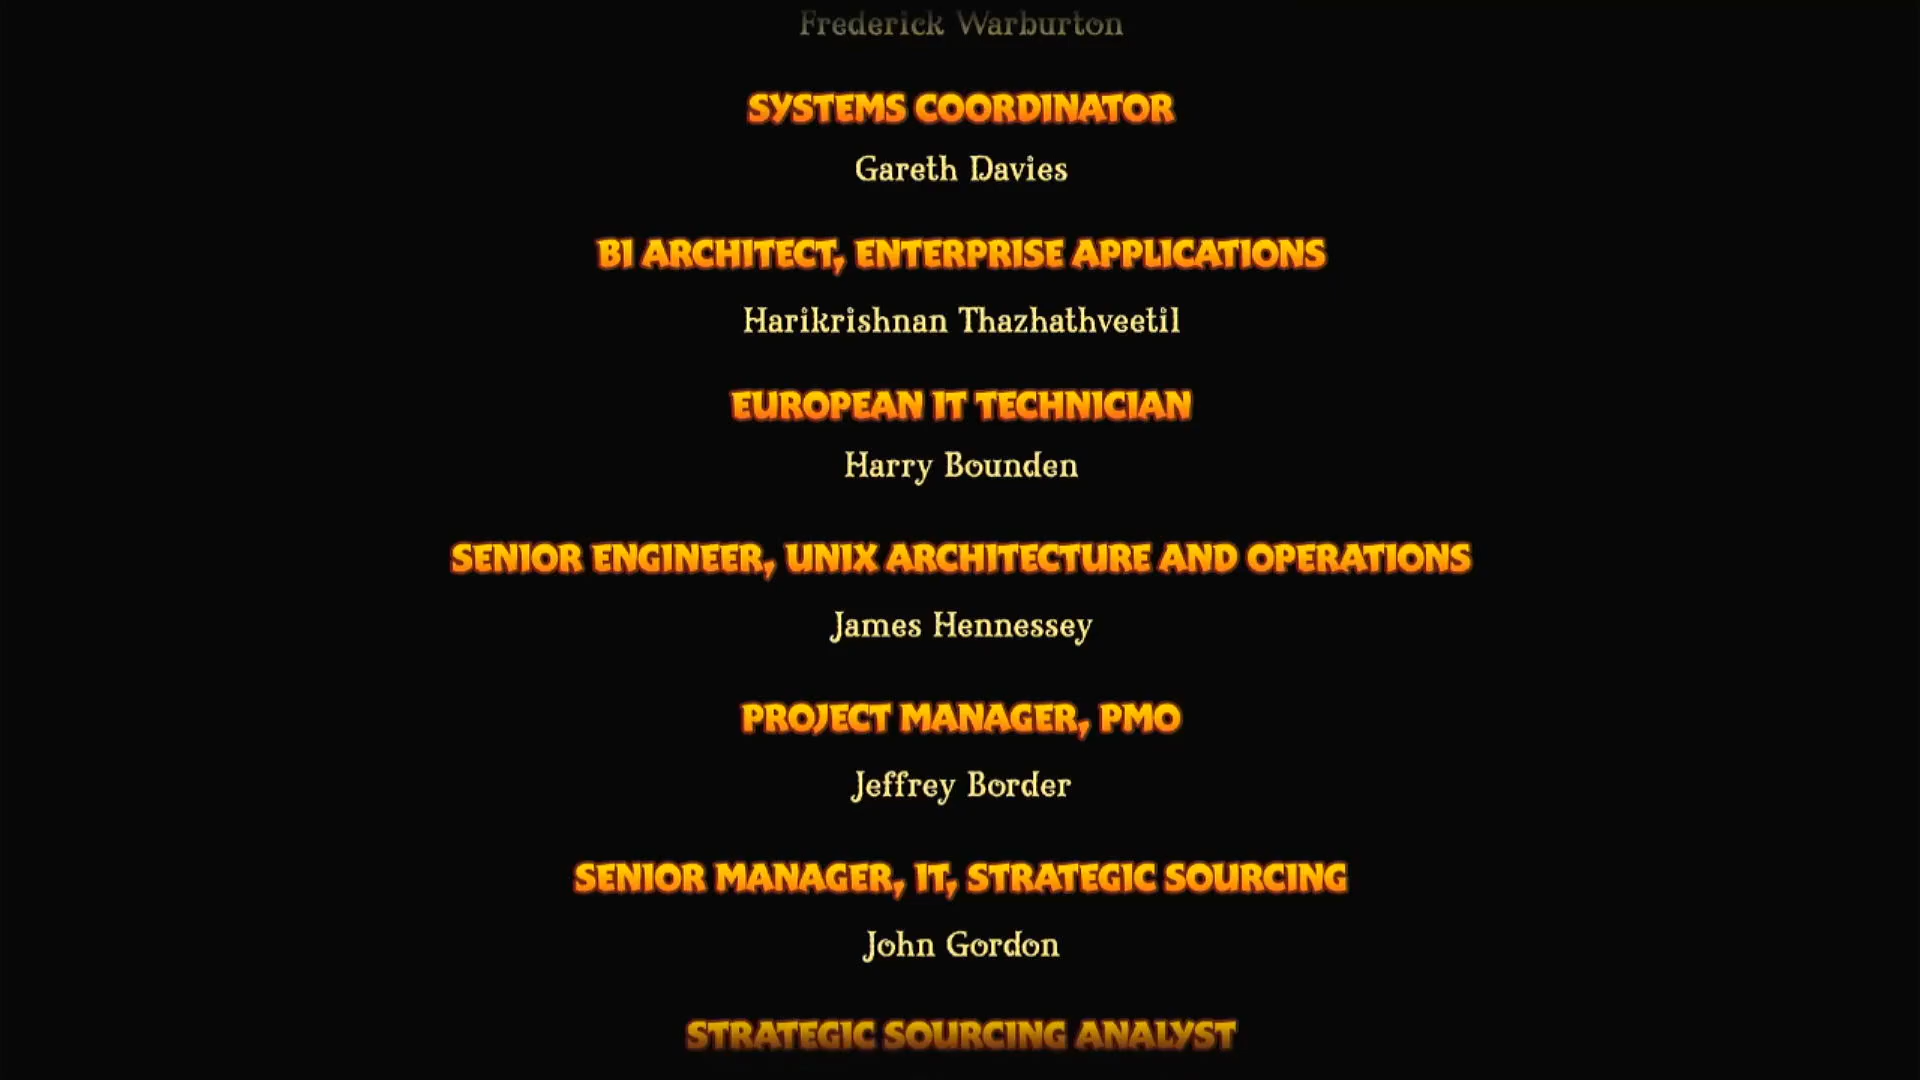 Frederick Warburton
SYSTEMS COORDINATOR
Gareth Davies
BI ARCHITECT, ENTERPRISE APPLICATIONS
Harikrishnan Thazhathveetil
EUROPEAN IT TECHNICIAN
Harry Bounden
SENIOR ENGINEER, UNIX ARCHITECTURE AND OPERATIONS
James Hennessey
PROJECT MANAGER, PMO
Jeffrey Border
SENIOR MANAGER, IT, STRATEGIC SOURCING
John Gordon
STRATEGIC SOURCING ANALYST